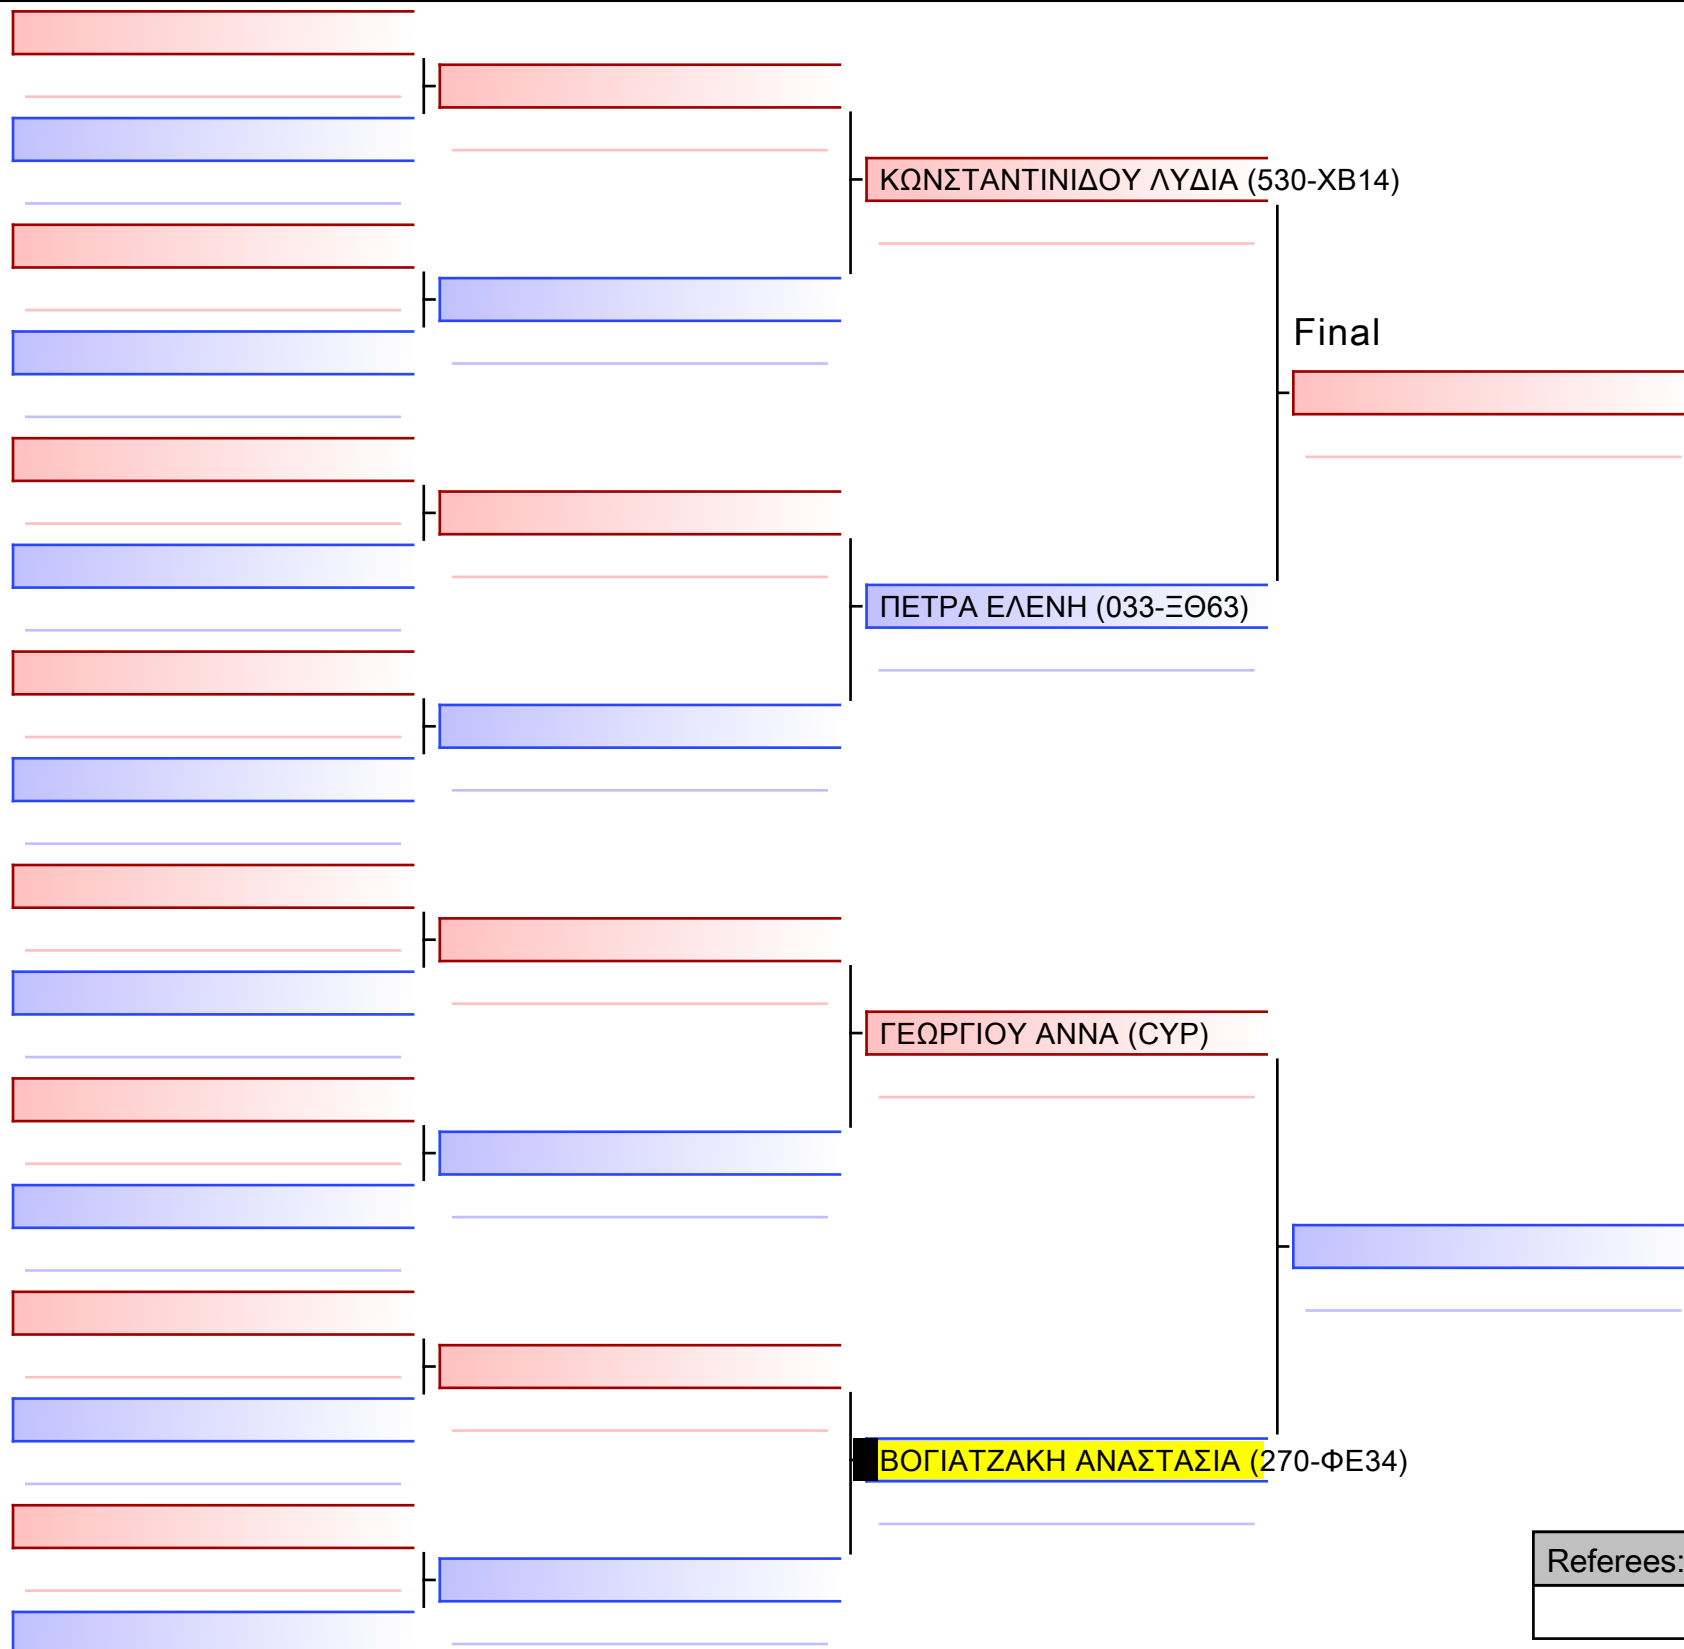 ΚΩΝΣΤΑΝΤΙΝΙΔΟΥ ΛΥΔΙΑ (530-ΧΒ14)
Final
ΠΕΤΡΑ ΕΛΕΝΗ (033-ΞΘ63)
ΓΕΩΡΓΙΟΥ ΑΝΝΑ (CYP)
ΒΟΓΙΑΤΖΑΚΗ ΑΝΑΣΤΑΣΙΑ (270-ΦΕ34)
Referees: